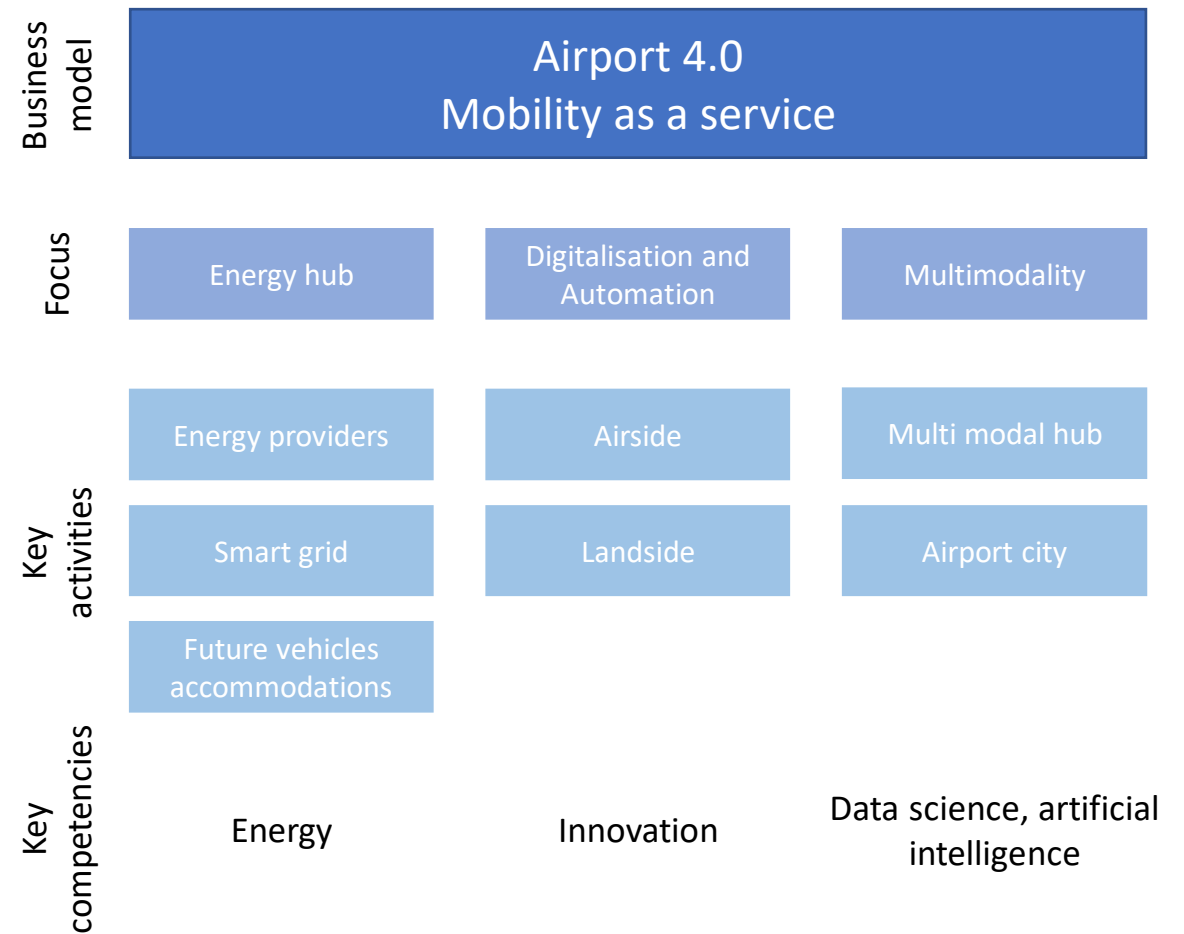 Business
model
Airport 4.0
Mobility as a service
Focus
Energy hub
Digitalisation and
Automation
Multimodality
Key
activities
Energy providers
Airside
Multi modal hub
Smart grid
Landside
Airport city
Future vehicles
accommodations
Key
competencies
Energy
Innovation
Data science, artificial
intelligence